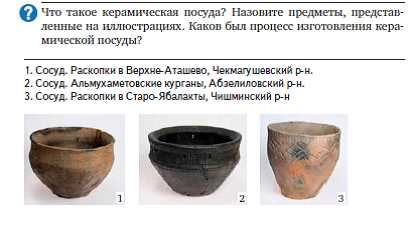 Что такое керамическая посуда? Назовите предметы, представ-
ленные на иллюстрациях. Каков был процесс изготовления кера-
мической посуды?
1. Сосуд. Раскопки в Верхне-Аташево, Чекмагушевский р-н.
2. Сосуд. Альмухаметовские курганы, Абзелиловский р-н.
3. Сосуд. Раскопки в Старо-Ябалакты, Чишминский р-н
1 2 3